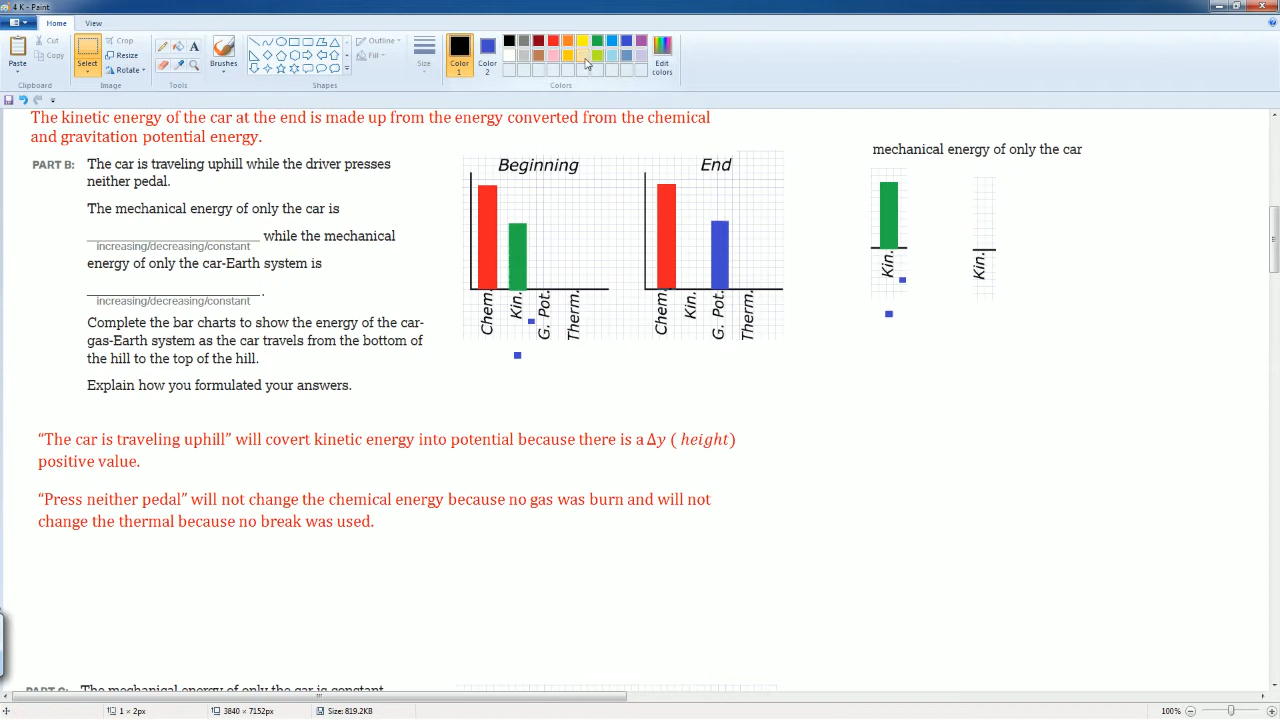 4 K - Paint
Home
View
Paste
Cut
Copy
Clipboard
Select
Crop
Resize
Rotate
Image
A
Tools
Brushes
Outline
Fill
Shapes
Size
Color
1
Color
2
Colors
Edit
colors
The kinetic energy of the car at the end is made up from the energy converted from the chemical
and gravitation potential energy.
PART B:
The car is traveling uphill while the driver presses
neither pedal.
The mechanical energy of only the car is
____________________ while the mechanical
increasing/decreasing/constant
energy of only the car-Earth system is
____________________ .
increasing/decreasing/constant
Complete the bar charts to show the energy of the car-
gas-Earth system as the car travels from the bottom of
the hill to the top of the hill.
Explain how you formulated your answers.
Beginning
Chem.
Kin.
G. Pot.
Therm.
End
Chem.
Kin.
G. Pot.
Therm.
mechanical energy of only the car
Kin.
Kin.
“The car is traveling uphill” will covert kinetic energy into potential because there is a Δy ( height)
positive value.
“Press neither pedal” will not change the chemical energy because no gas was burn and will not
change the thermal because no break was used.
PART C:
The mechanical energy of only the car is constant
1 × 2px
3840 × 7152px
Size: 819.2KB
100%